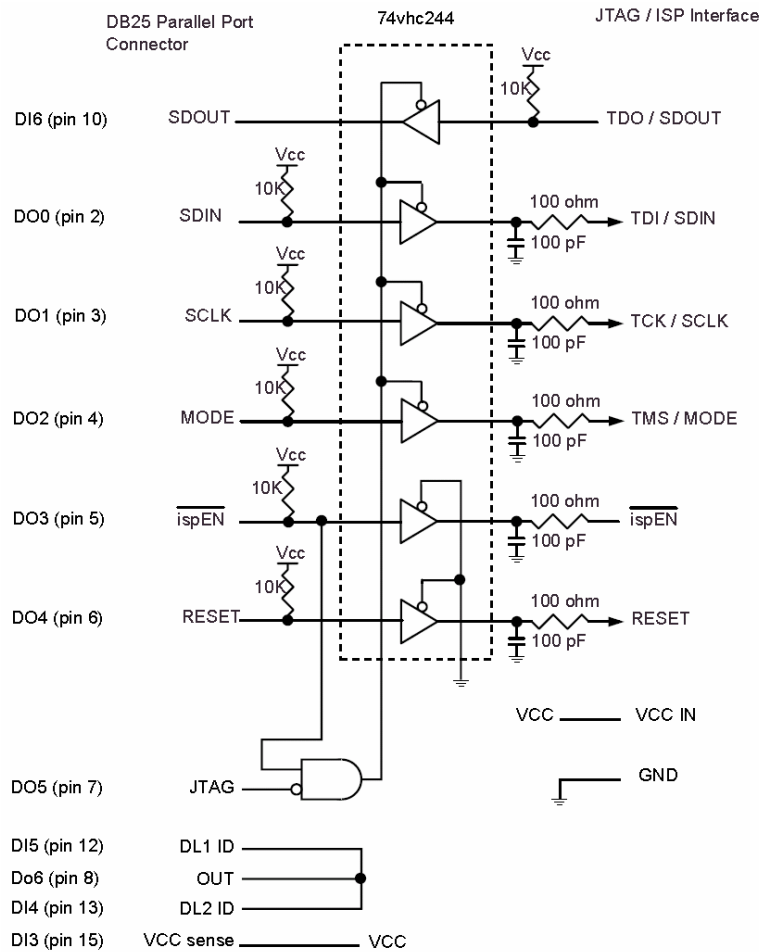 DB25 Parallel Port
Connector
74vhc244
JTAG / ISP Interface
Vcc
10K
DI6 (pin 10)
SDOUT
TDO / SDOUT
Vcc
10K
100 ohm
DO0 (pin 2)
SDIN
TDI / SDIN
100 pF
Vcc
10K
100 ohm
DO1 (pin 3)
SCLK
TCK / SCLK
100 pF
Vcc
10K
100 ohm
DO2 (pin 4)
MODE
TMS / MODE
100 pF
Vcc
10K
100 ohm
DO3 (pin 5)
ispEN
ispEN
100 pF
Vcc
10K
100 ohm
DO4 (pin 6)
RESET
RESET
100 pF
VCC
VCC IN
GND
DO5 (pin 7)
JTAG
DI5 (pin 12)
DL1 ID
Do6 (pin 8)
OUT
DI4 (pin 13)
DL2 ID
DI3 (pin 15)
VCC sense
VCC